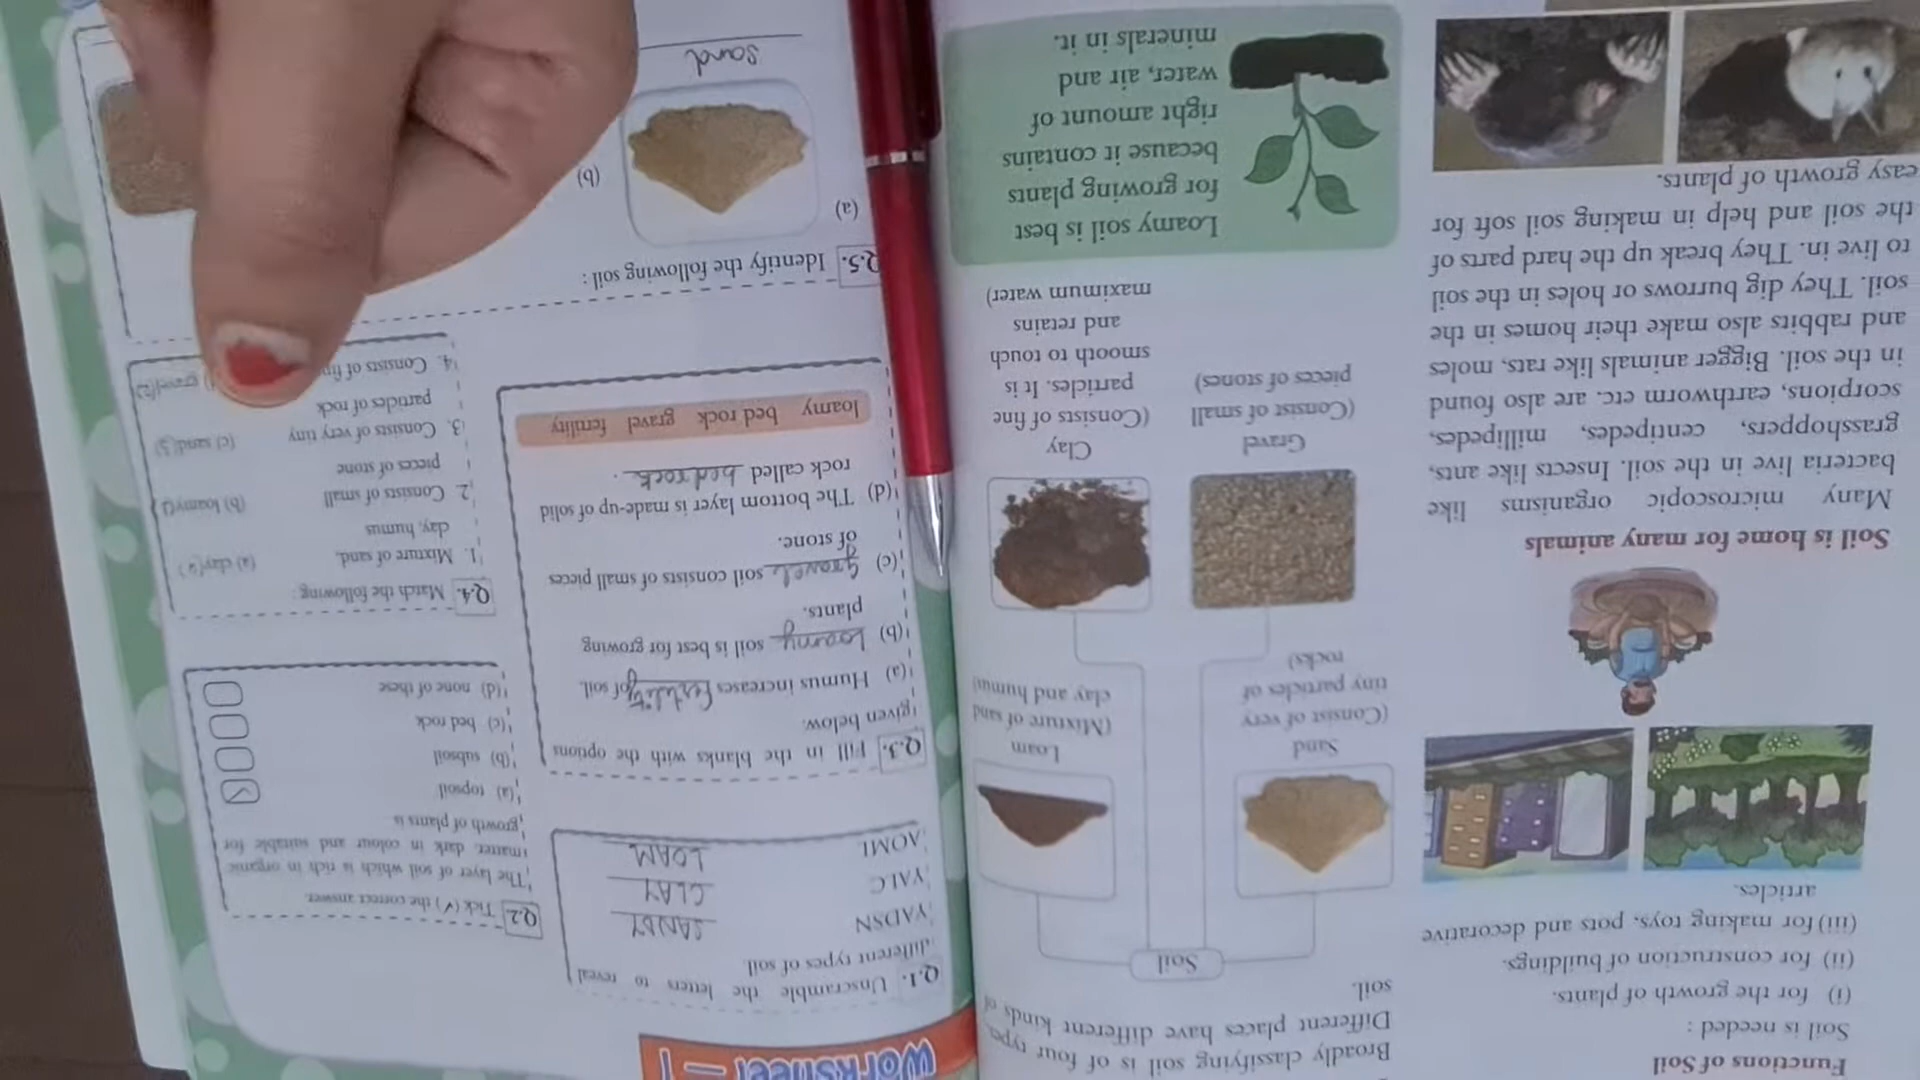 Functions of Soil
Soil is needed :
(i) for the growth of plants.
(ii) for construction of buildings.
(iii) for making toys, pots and decorative
articles.
Soil is home for many animals
Many microscopic organisms like
bacteria live in the soil. Insects like ants,
grasshoppers, centipedes, millipedes,
scorpions, earthworm etc. are also found
in the soil. Bigger animals like rats, moles
and rabbits also make their homes in the
soil. They dig burrows or holes in the soil
to live in. They break up the hard parts of
the soil and help in making soil soft for
easy growth of plants.
Broadly classifying soil is of four types
Different places have different kinds of
soil.
Soil
Sand
(Consist of very
tiny particles of
rocks)
Loam
(Mixture of sand
clay and humus)
Gravel
(Consist of small
pieces of stones)
Clay
(Consists of fine
particles. It is
smooth to touch
and retains
maximum water)
Loamy soil is best
for growing plants
because it contains
right amount of
water, air and
minerals in it.
Worksheet – 1
Q.1. Unscramble the letters to reveal
different types of soil
YADSN SANDY
YALC CLAY
AOML LOAM
Q.3. Fill in the blanks with the options
given below.
(a) Humus increases fertility of soil.
(b) Loamy soil is best for growing
plants.
(c) Gravel soil consists of small pieces
of stone.
(d) The bottom layer is made-up of solid
rock called bed rock.
loamy bed rock gravel fertility
Q.5. Identify the following soil :
(a)
sand
(b)
Q.2. Tick (✓) the correct answer.
The layer of soil which is rich in organic
matter, dark in colour and suitable for
growth of plants is
(a) topsoil ✓
(b) subsoil
(c) bed rock
(d) none of these
Q.4. Match the following :
1. Mixture of sand, (a) clay
clay, humus
2. Consists of small (b) loamy
pieces of stone
3. Consists of very tiny (c) sand
particles of rock
4. Consists of gravel